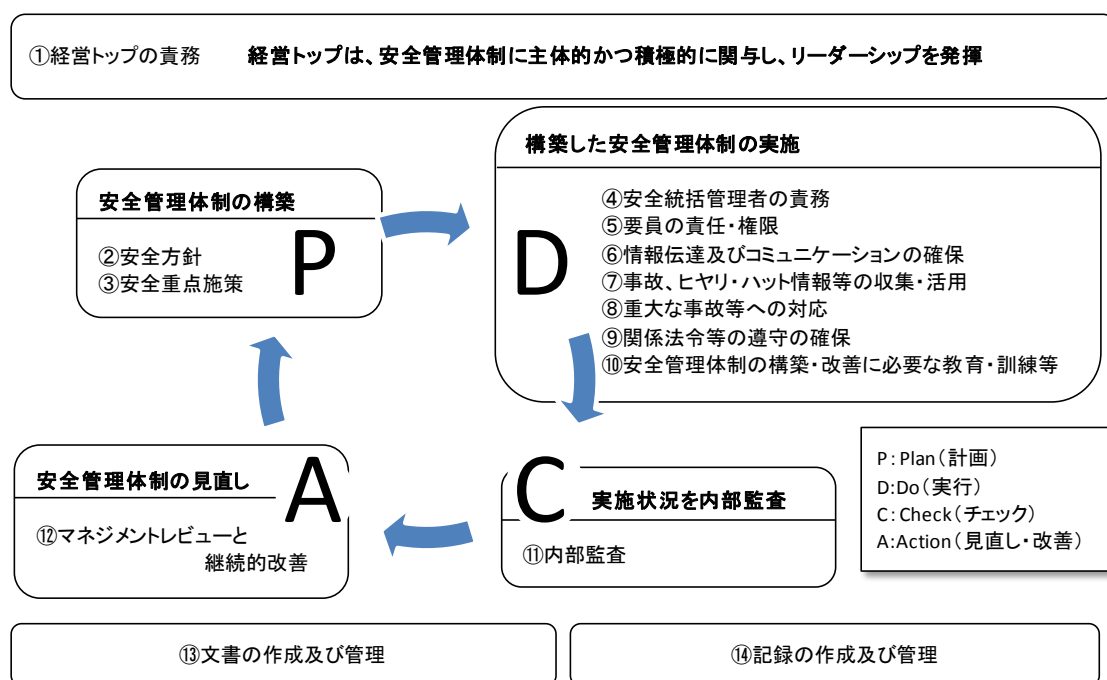 ①経営トップの責務 経営トップは、安全管理体制に主体的かつ積極的に関与し、リーダーシップを発揮
安全管理体制の構築
②安全方針
③安全重点施策
P
構築した安全管理体制の実施
D
④安全統括管理者の責務
⑤要員の責任・権限
⑥情報伝達及びコミュニケーションの確保
⑦事故、ヒヤリ・ハット情報等の収集・活用
⑧重大な事故等への対応
⑨関係法令等の遵守の確保
⑩安全管理体制の構築・改善に必要な教育・訓練等
安全管理体制の見直し
A
⑫マネジメントレビューと
継続的改善
C
実施状況を内部監査
⑪内部監査
P:Plan(計画)
D:Do(実行)
C:Check(チェック)
A:Action(見直し・改善)
⑬文書の作成及び管理
⑭記録の作成及び管理